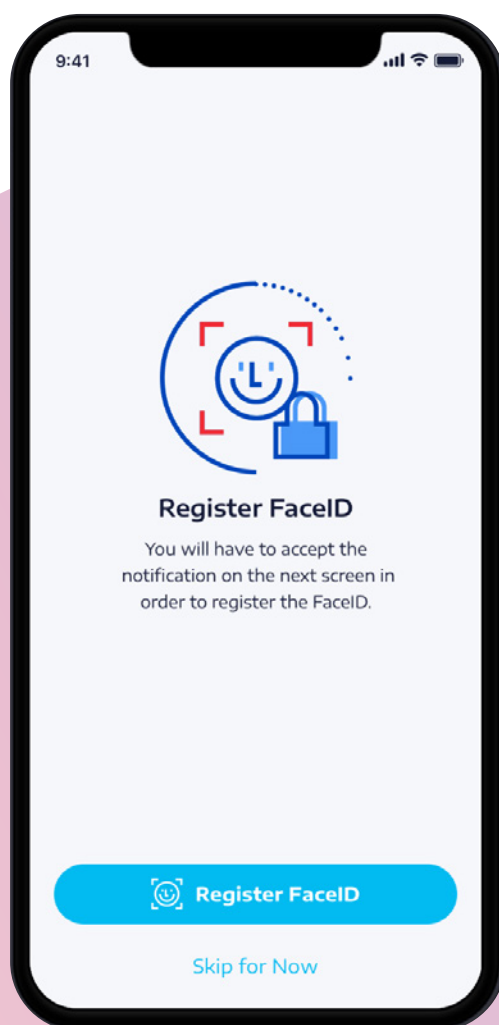 9:41
Register FaceID
You will have to accept the
notification on the next screen in
order to register the FaceID.
Register FaceID
Skip for Now